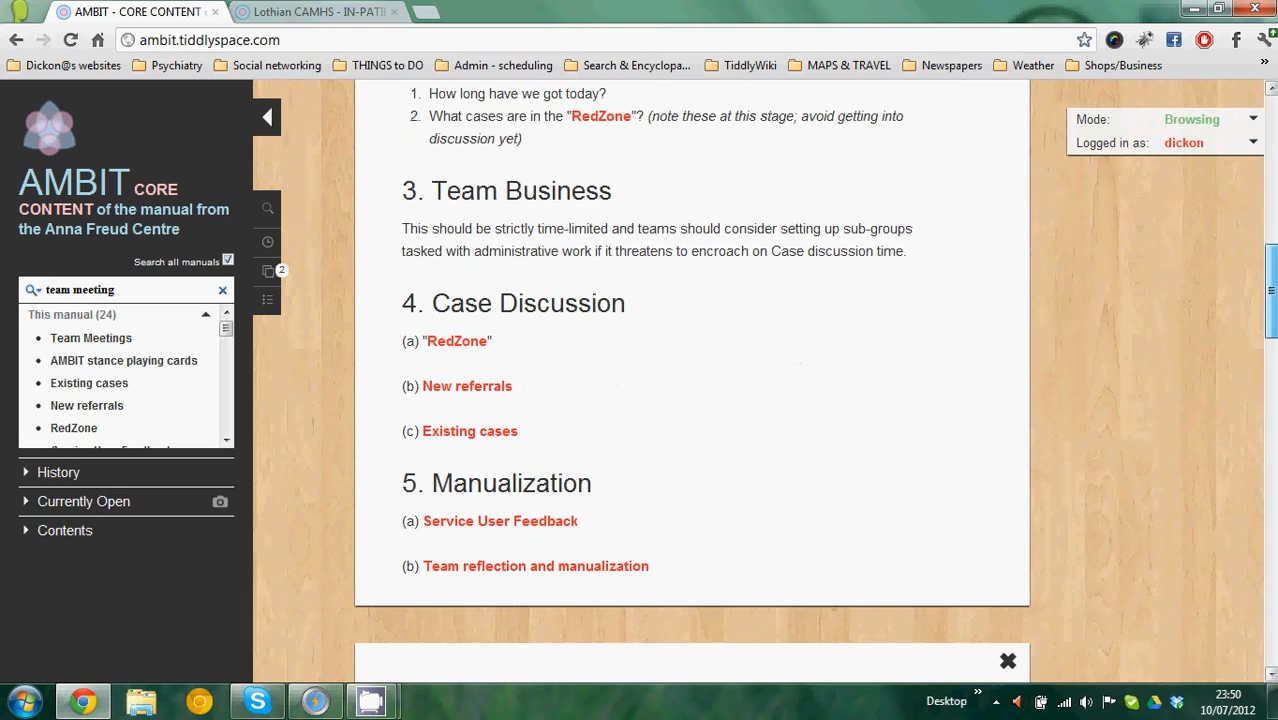 AMBIT - CORE CONTENT
Lothian CAMHS - IN-PATI
ambit.tiddlyspace.com
Dickon@s websites
Psychiatry
Social networking
THINGS to DO
Admin - scheduling
Search & Encyclopa...
TiddlyWiki
MAPS & TRAVEL
Newspapers
Weather
Shops/Business
»
AMBIT CORE
CONTENT of the manual from
the Anna Freud Centre
Search all manuals
team meeting
This manual (24)
Team Meetings
AMBIT stance playing cards
Existing cases
New referrals
RedZone
History
Currently Open
Contents
2
1. How long have we got today?
2. What cases are in the "RedZone"? (note these at this stage; avoid getting into
discussion yet)
3. Team Business
This should be strictly time-limited and teams should consider setting up sub-groups
tasked with administrative work if it threatens to encroach on Case discussion time.
4. Case Discussion
(a) "RedZone"
(b) New referrals
(c) Existing cases
5. Manualization
(a) Service User Feedback
(b) Team reflection and manualization
Mode: Browsing
Logged in as: dickon
Desktop »
23:50
10/07/2012